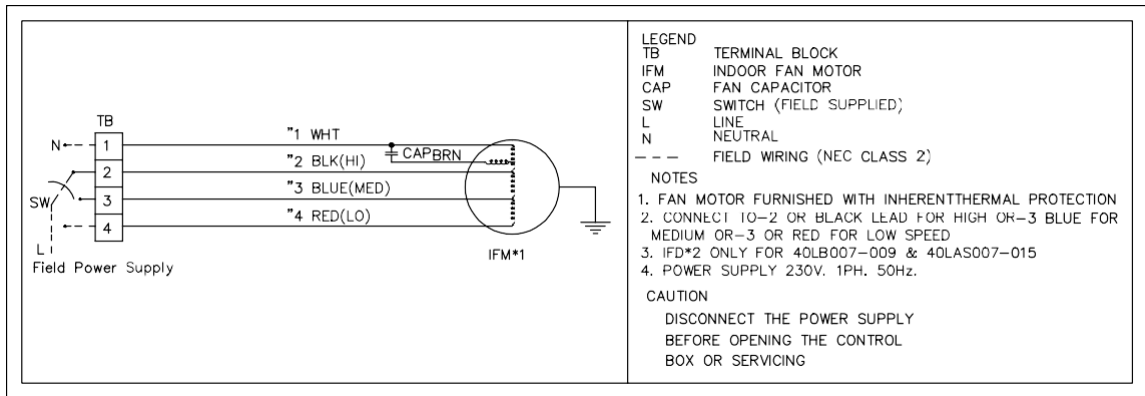 TB
N
1
"1 WHT
CAP BRN
2
"2 BLK(HI)
SW
3
"3 BLUE(MED)
4
"4 RED(LO)
L
Field Power Supply
IFM*1
LEGEND
TB TERMINAL BLOCK
IFM INDOOR FAN MOTOR
CAP FAN CAPACITOR
SW SWITCH (FIELD SUPPLIED)
L LINE
N NEUTRAL
--- FIELD WIRING (NEC CLASS 2)
NOTES
1. FAN MOTOR FURNISHED WITH INHERENTTHERMAL PROTECTION
2. CONNECT TO-2 OR BLACK LEAD FOR HIGH OR-3 BLUE FOR
MEDIUM OR-3 OR RED FOR LOW SPEED
3. IFD*2 ONLY FOR 40LB007-009 & 40LAS007-015
4. POWER SUPPLY 230V. 1PH. 50Hz.
CAUTION
DISCONNECT THE POWER SUPPLY
BEFORE OPENING THE CONTROL
BOX OR SERVICING